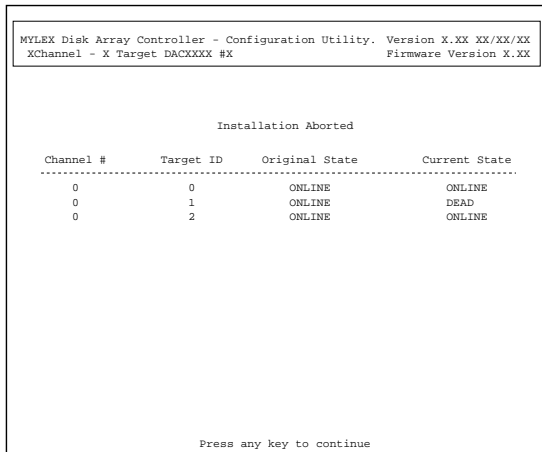 MYLEX Disk Array Controller - Configuration Utility. Version X.XX XX/XX/XX
XChannel - X Target DACXXXX #X Firmware Version X.XX
Installation Aborted
Channel # Target ID Original State Current State
0 0 ONLINE ONLINE
0 1 ONLINE DEAD
0 2 ONLINE ONLINE
Press any key to continue